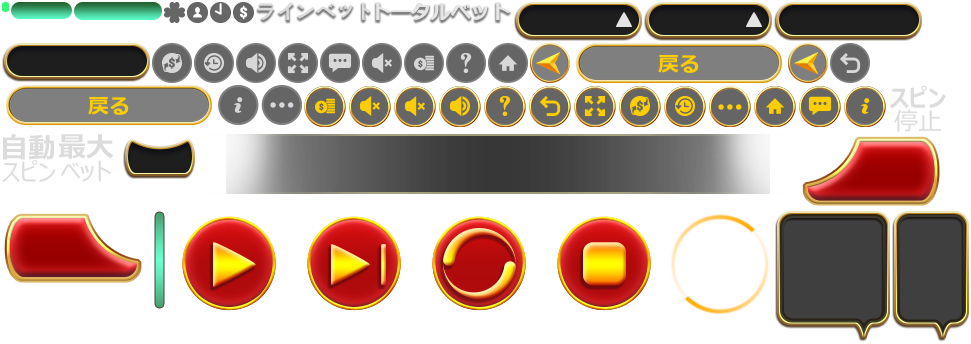 ラインベットトータルベット
戻る
戻る
スピン
停止
自動最大
スピンベット